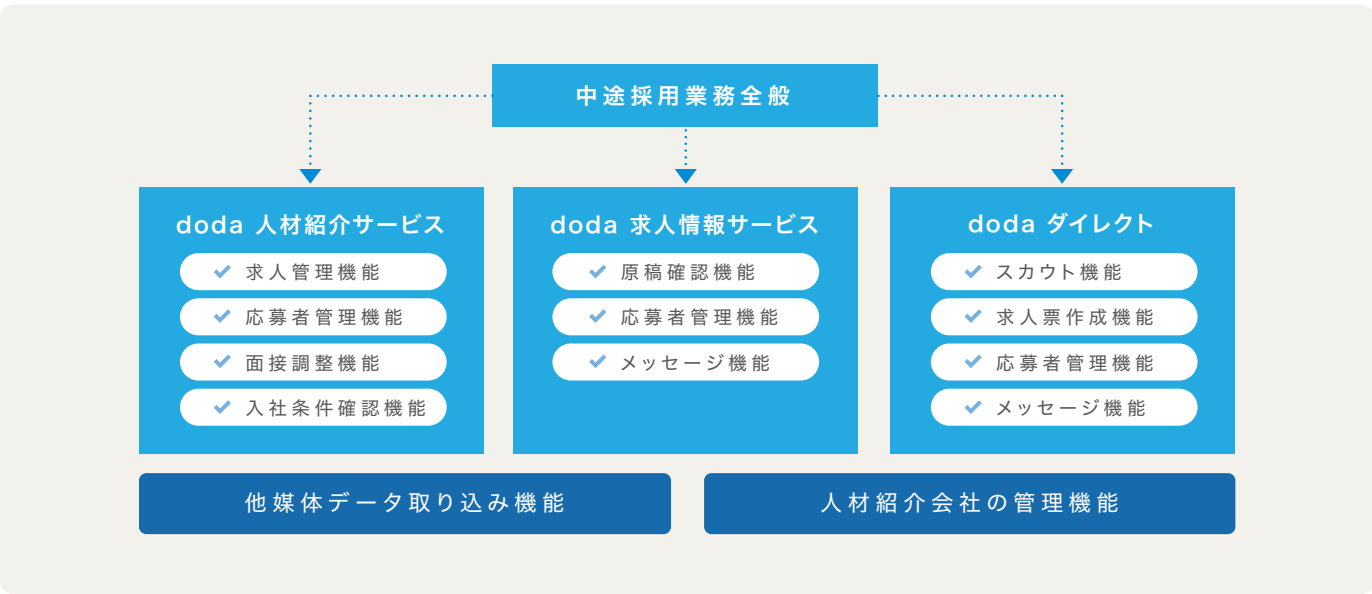 中途採用業務全般
doda 人材紹介サービス
求人管理機能
応募者管理機能
面接調整機能
入社条件確認機能
doda 求人情報サービス
原稿確認機能
応募者管理機能
メッセージ機能
doda ダイレクト
スカウト機能
求人票作成機能
応募者管理機能
メッセージ機能
他媒体データ取り込み機能
人材紹介会社の管理機能